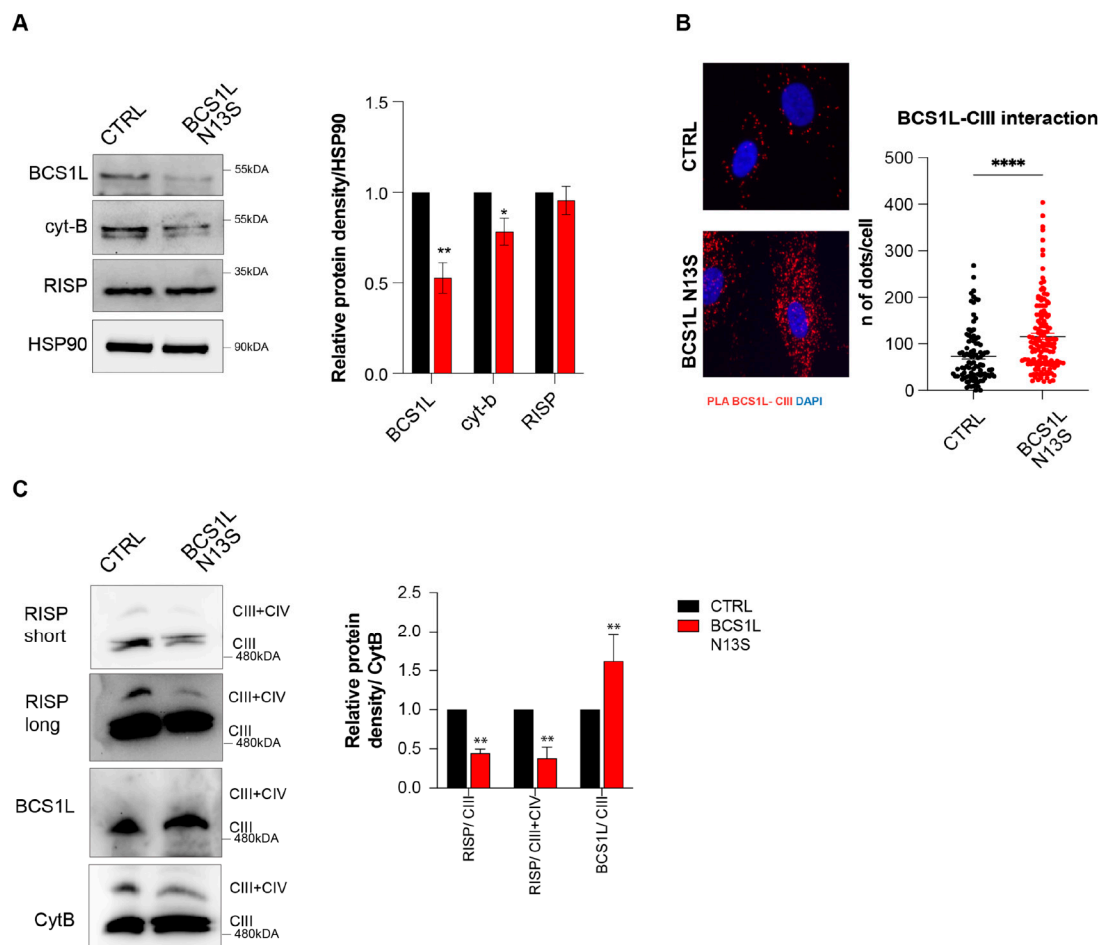 A
CTRL
BCS1L
N13S
BCS1L
55kDA
cyt-B
55kDA
RISP
35kDA
HSP90
90kDA
Relative protein density/HSP90
1.5
1.0
0.5
0.0
**
*
BCS1L
cyt-b
RISP
B
CTRL
BCS1L N13S
PLA BCS1L- CIII DAPI
BCS1L-CIII interaction
****
n of dots/cell
500
400
300
200
100
0
CTRL
BCS1L
N13S
C
CTRL
BCS1L
N13S
RISP
short
CIII+CIV
CIII
480kDA
RISP
long
CIII+CIV
CIII
480kDA
BCS1L
CIII+CIV
CIII
480kDA
CytB
CIII+CIV
CIII
480kDA
Relative protein
density/ CytB
2.5
2.0
1.5
1.0
0.5
0.0
**
**
**
RISP/ CIII
RISP/ CIII+CIV
BCS1L/ CIII
CTRL
BCS1L
N13S